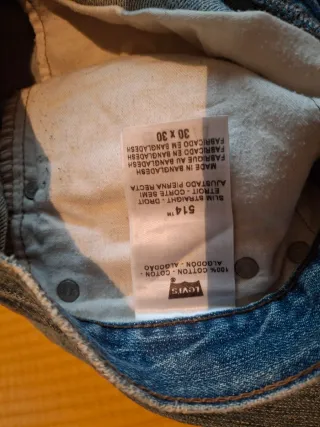 LEVI'S
100% COTTON - COTON -
ALGODON - ALGODÃO
514™
SLIM STRAIGHT - DROIT
ETROIT - CORTE SEMI
AJUSTADO PIERNA RECTA
MADE IN BANGLADESH
FABRIQUE AU BANGLADESH
FABRICADO EN BANGLADESH
FABRICADO EM BANGLADESH
30 X 30